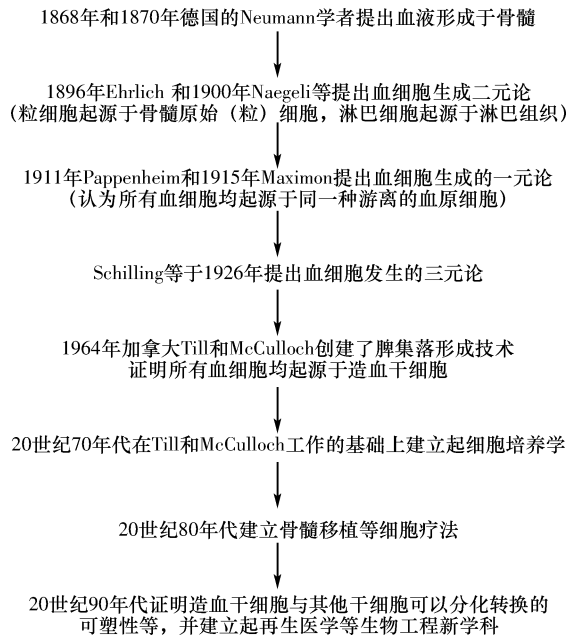 1868年和1870年德国的Neumann学者提出血液形成于骨髓
1896年Ehrlich 和1900年Naegeli等提出血细胞生成二元论
（粒细胞起源于骨髓原始（粒）细胞，淋巴细胞起源于淋巴组织）
1911年Pappenheim和1915年Maximon提出血细胞生成的一元论
（认为所有血细胞均起源于同一种游离的血原细胞）
Schilling等于1926年提出血细胞发生的三元论
1964年加拿大Till和McCulloch创建了脾集落形成技术
证明所有血细胞均起源于造血干细胞
20世纪70年代在Till和McCulloch工作的基础上建立起细胞培养学
20世纪80年代建立骨髓移植等细胞疗法
20世纪90年代证明造血干细胞与其他干细胞可以分化转换的
可塑性等，并建立起再生医学等生物工程新学科